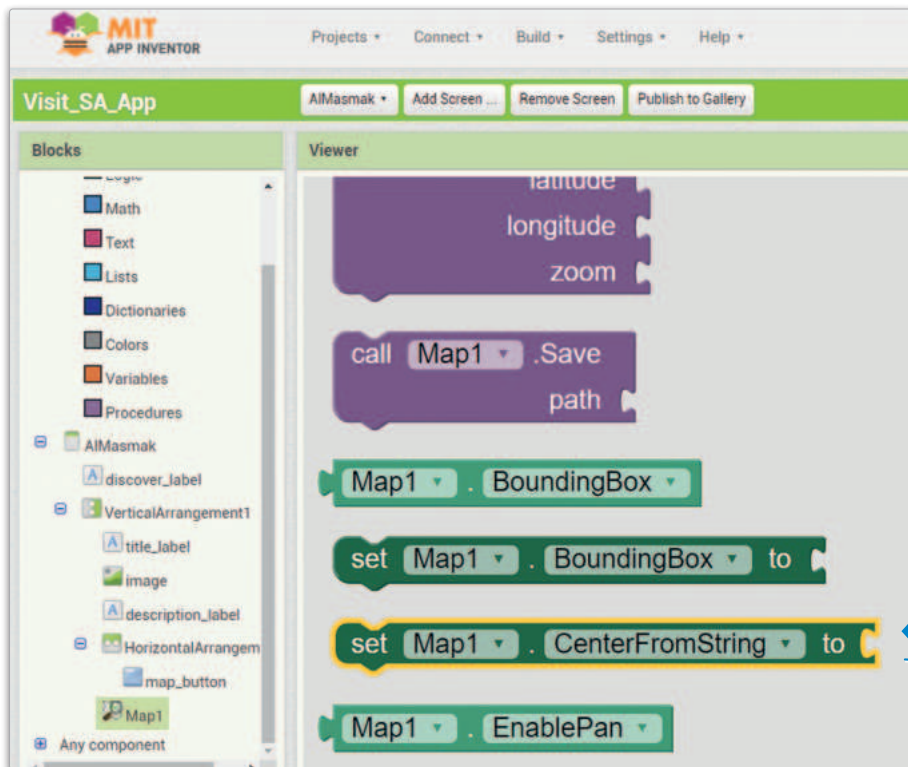 MIT
APP INVENTOR
Projects Connect Build Settings Help
Visit_SA_App
AlMasmak Add Screen ... Remove Screen Publish to Gallery
Blocks
Logic
Math
Text
Lists
Dictionaries
Colors
Variables
Procedures
AlMasmak
discover_label
VerticalArrangement1
title_label
image
description_label
HorizontalArrangem
map_button
Map1
Any component
Viewer
latitude
longitude
zoom
call Map1 .Save
path
Map1 . BoundingBox
set Map1 . BoundingBox to
set Map1 . CenterFromString to
Map1 . EnablePan